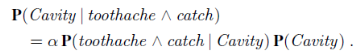 P(Cavity | toothache ∧ catch)
= α P(toothache ∧ catch | Cavity) P(Cavity) .